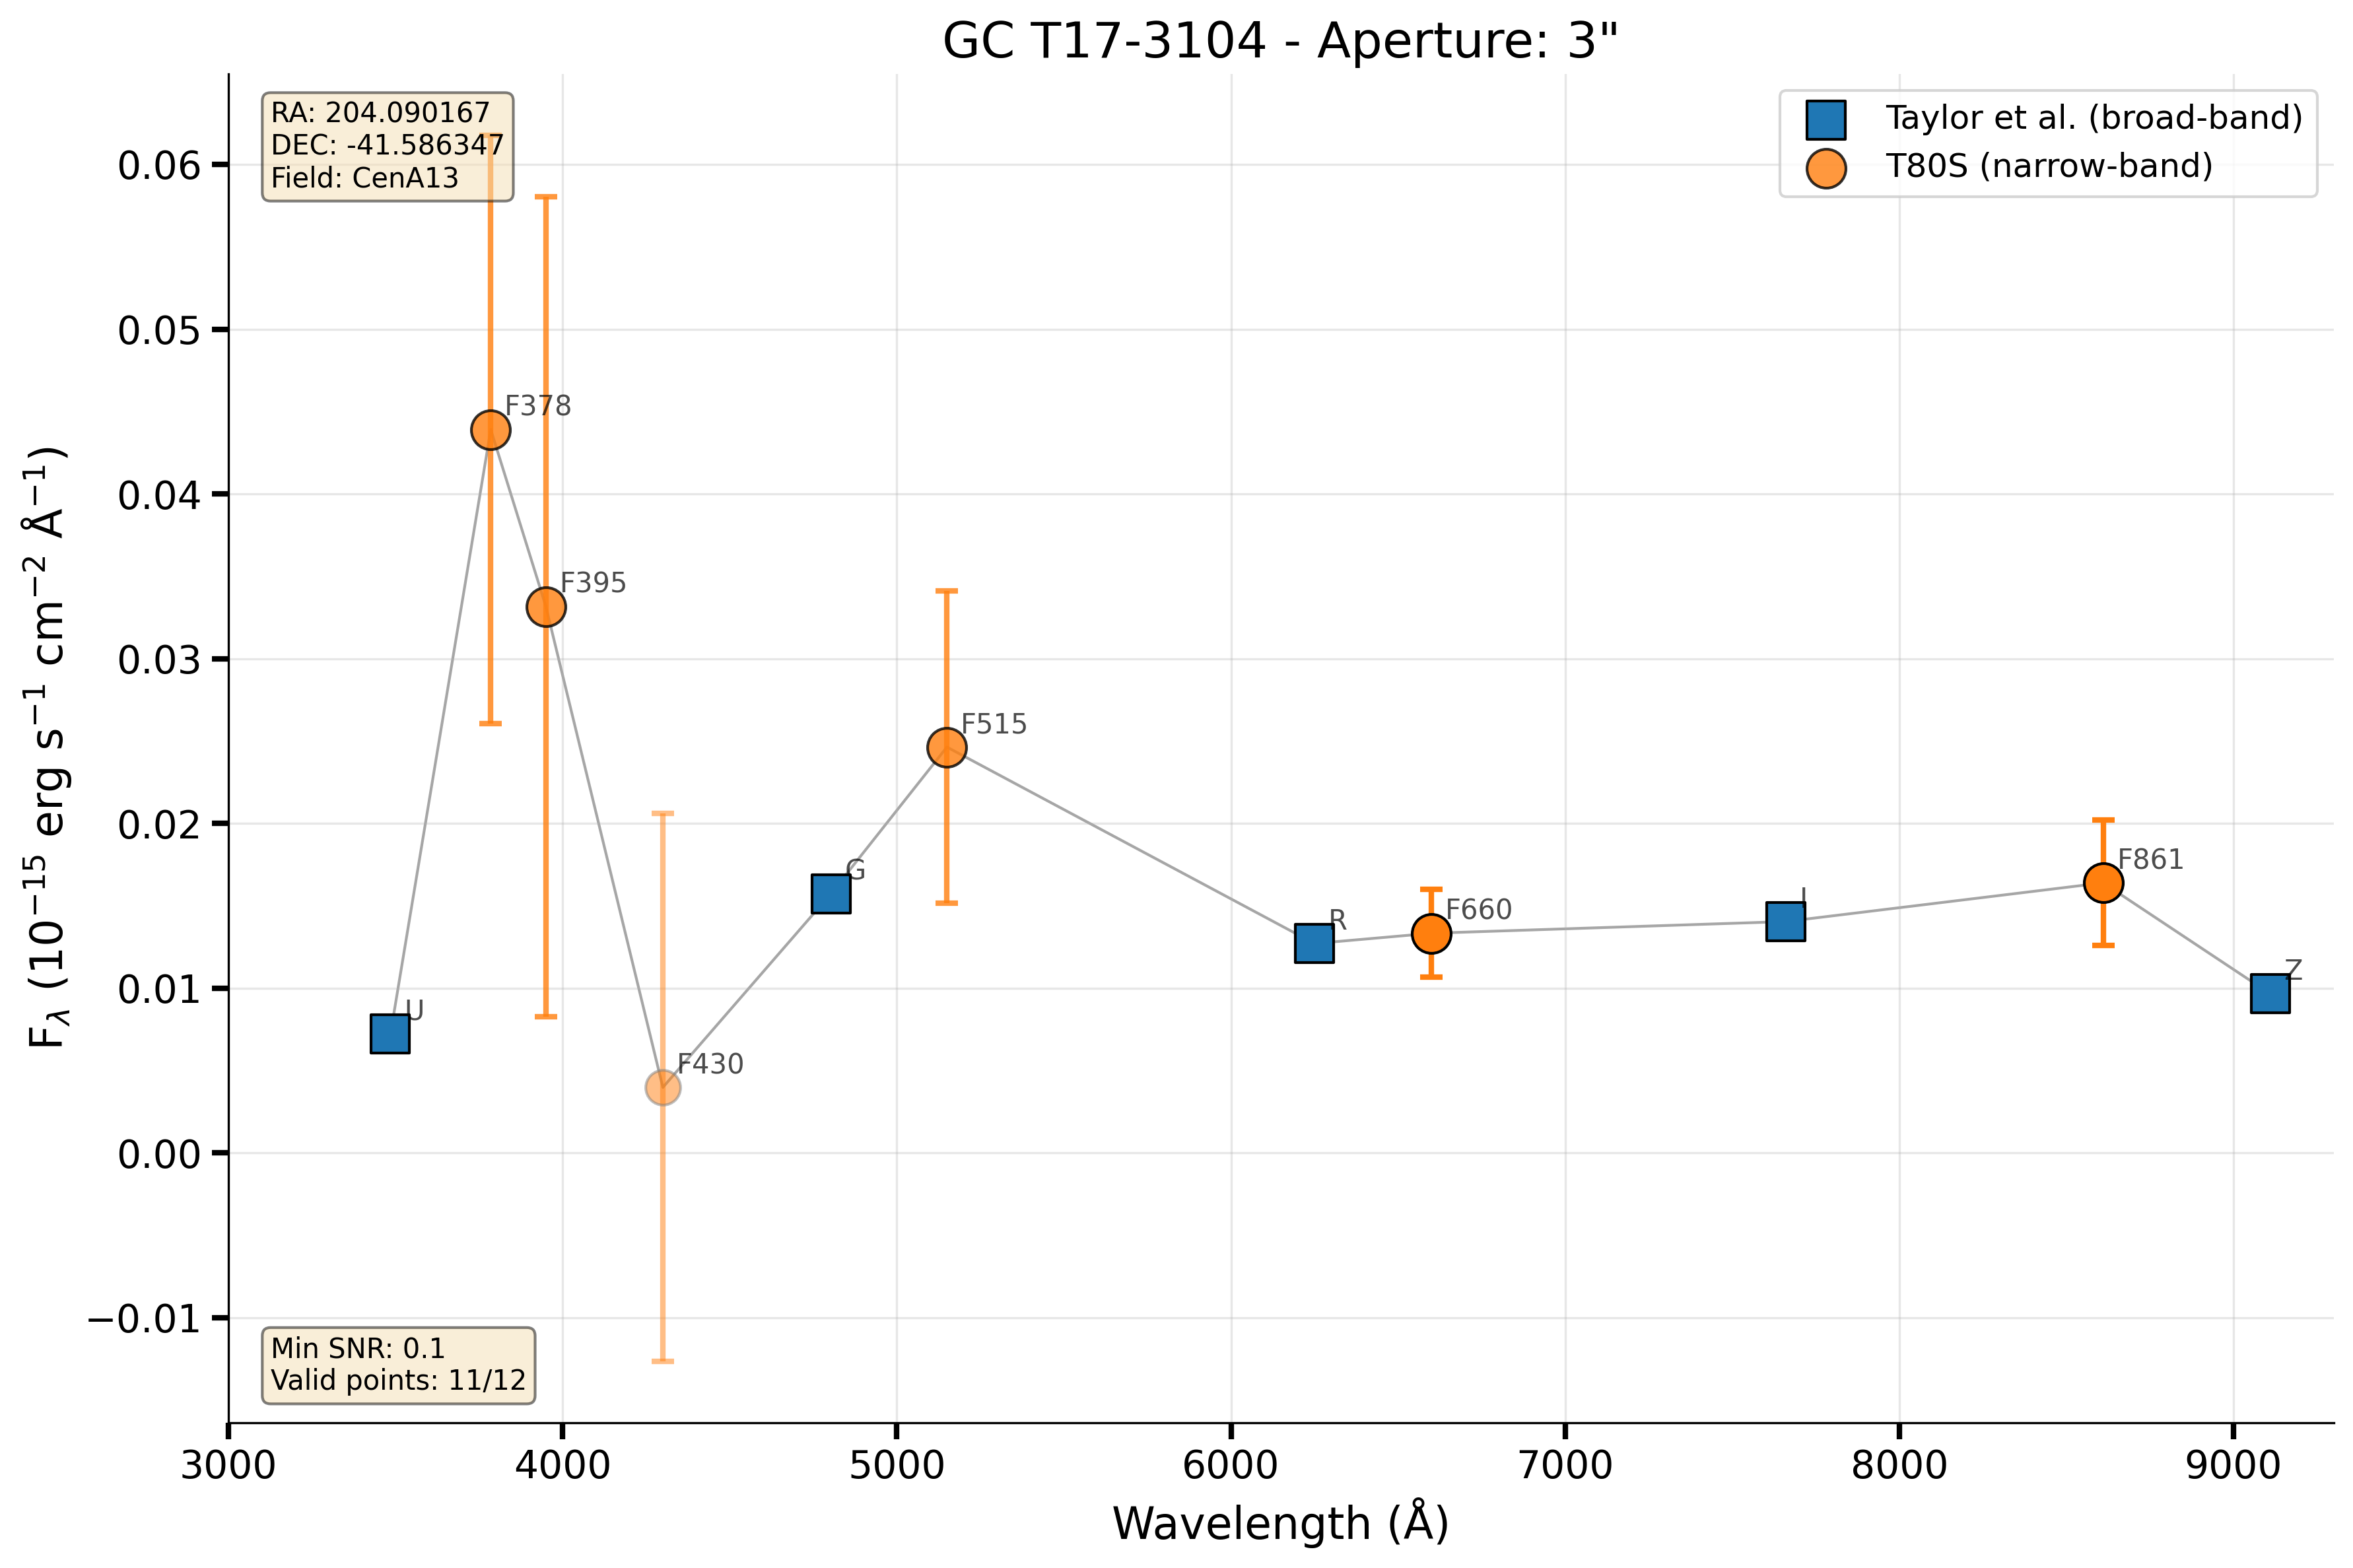 GC T17-3104 - Aperture: 3"
RA: 204.090167
DEC: -41.586347
Field: CenA13
Taylor et al. (broad-band)
T80S (narrow-band)
F_λ (10⁻¹⁵ erg s⁻¹ cm⁻² Å⁻¹)
0.06
0.05
0.04
0.03
0.02
0.01
0.00
−0.01
U
F378
F395
F430
G
F515
R
F660
I
F861
Z
Min SNR: 0.1
Valid points: 11/12
3000
4000
5000
6000
7000
8000
9000
Wavelength (Å)